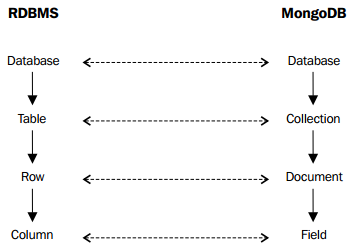 RDBMS MongoDB
Database Database
Table Collection
Row Document
Column Field